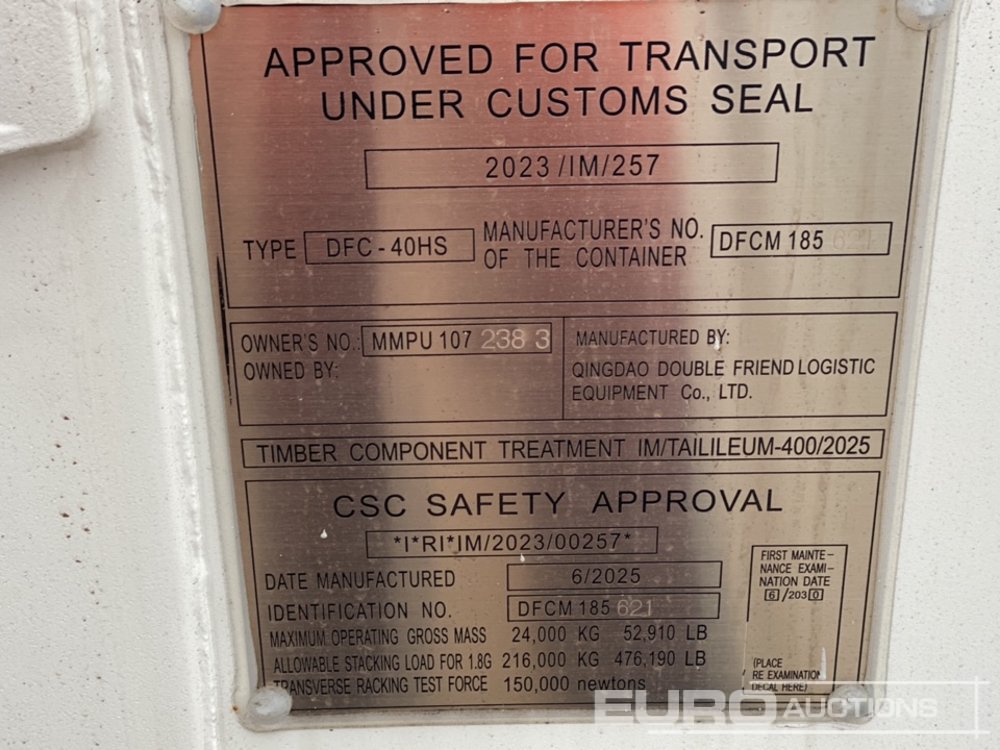 APPROVED FOR TRANSPORT
UNDER CUSTOMS SEAL
2023/IM/257
TYPE DFC-40HS
MANUFACTURER'S NO.
OF THE CONTAINER
DFCM 185 621
OWNER'S NO.: MMPU 107 238 3
OWNED BY:
MANUFACTURED BY:
QINGDAO DOUBLE FRIEND LOGISTIC
EQUIPMENT Co., LTD.
TIMBER COMPONENT TREATMENT IM/TAILILEUM-400/2025
CSC SAFETY APPROVAL
*I*RI*IM/2023/00257*
DATE MANUFACTURED 6/2025
IDENTIFICATION NO. DFCM 185 621
MAXIMUM OPERATING GROSS MASS 24,000 KG 52,910 LB
ALLOWABLE STACKING LOAD FOR 1.8G 216,000 KG 476,190 LB
TRANSVERSE RACKING TEST FORCE 150,000 newtons
FIRST MAINTE-
NANCE EXAMI-
NATION DATE
6/2030
(PLACE
RE EXAMINATION
DECAL HERE)
EURO AUCTIONS